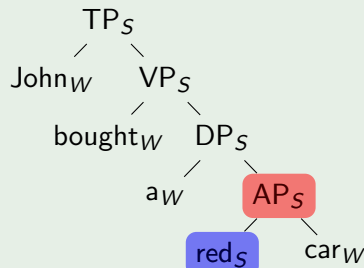 TP_S
John_W VP_S
bought_W DP_S
a_W AP_S
red_S car_W